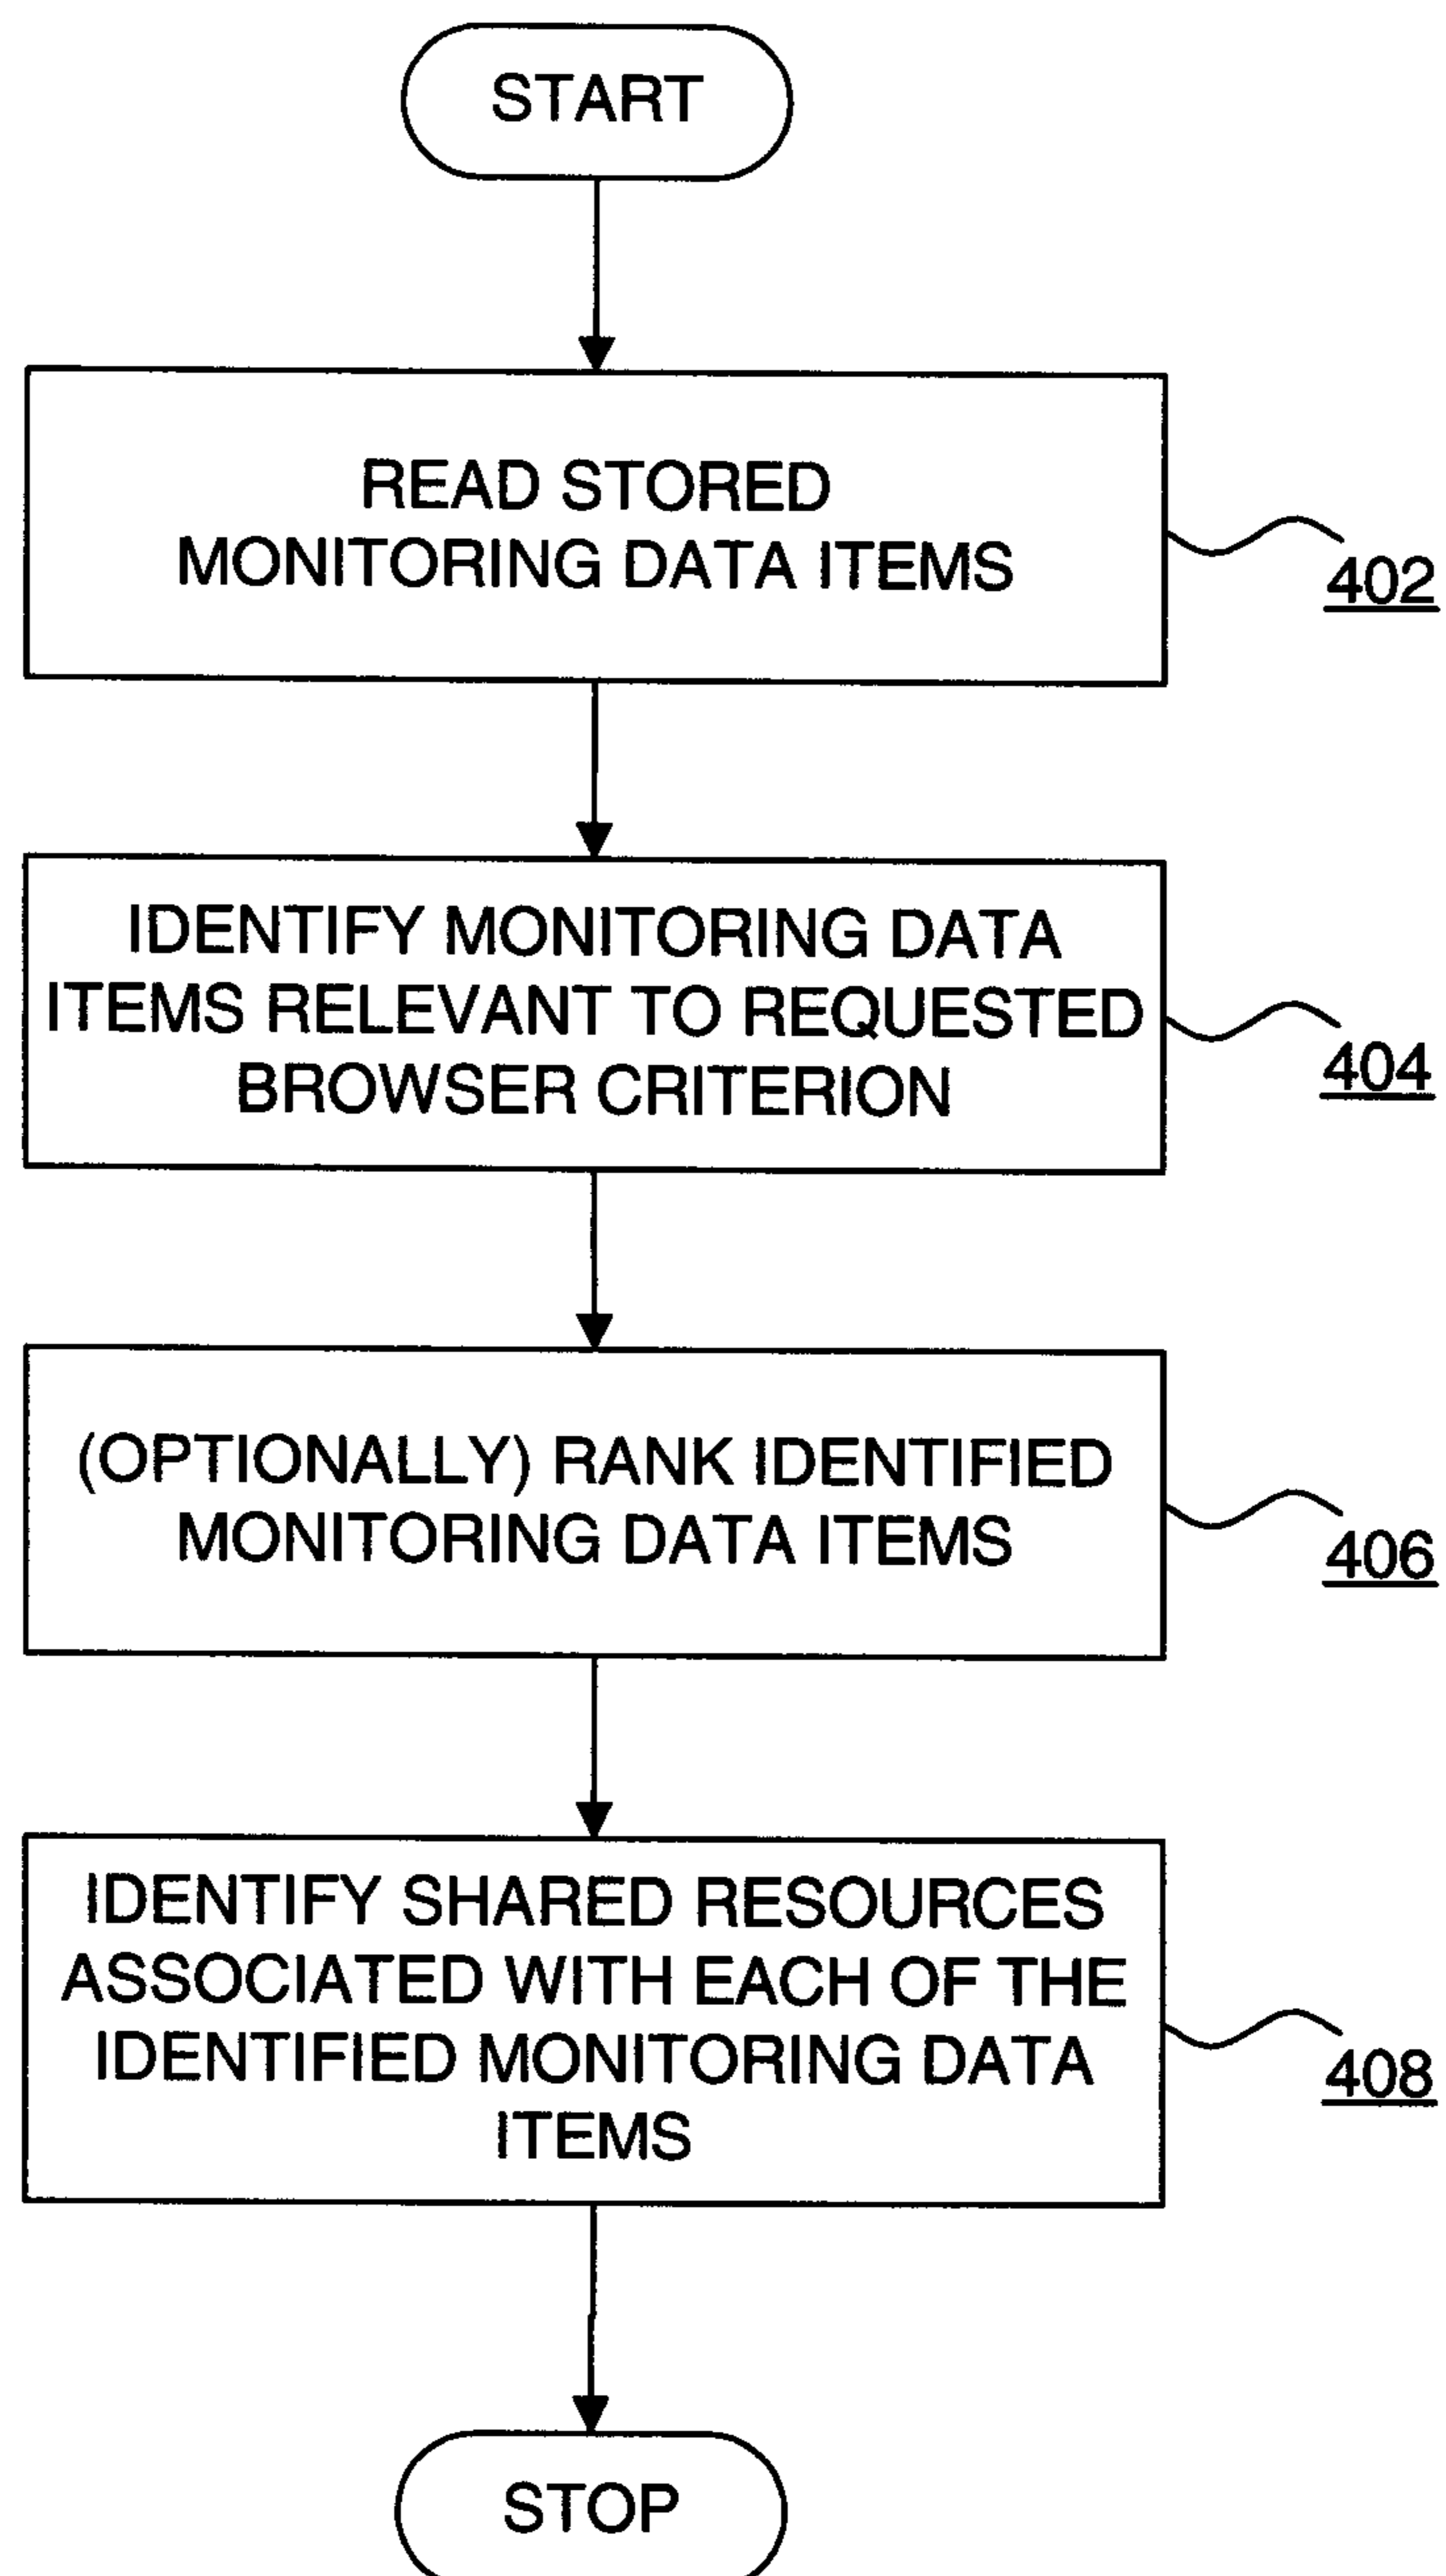 START
READ STORED
MONITORING DATA ITEMS
402
IDENTIFY MONITORING DATA
ITEMS RELEVANT TO REQUESTED
BROWSER CRITERION
404
(OPTIONALLY) RANK IDENTIFIED
MONITORING DATA ITEMS
406
IDENTIFY SHARED RESOURCES
ASSOCIATED WITH EACH OF THE
IDENTIFIED MONITORING DATA
ITEMS
408
STOP